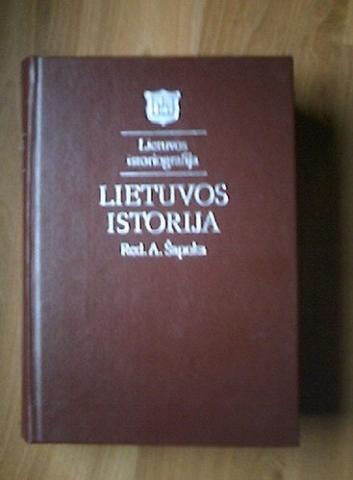 Lietuvos
istoriografija
LIETUVOS
ISTORIJA
Red. A. Šapoka